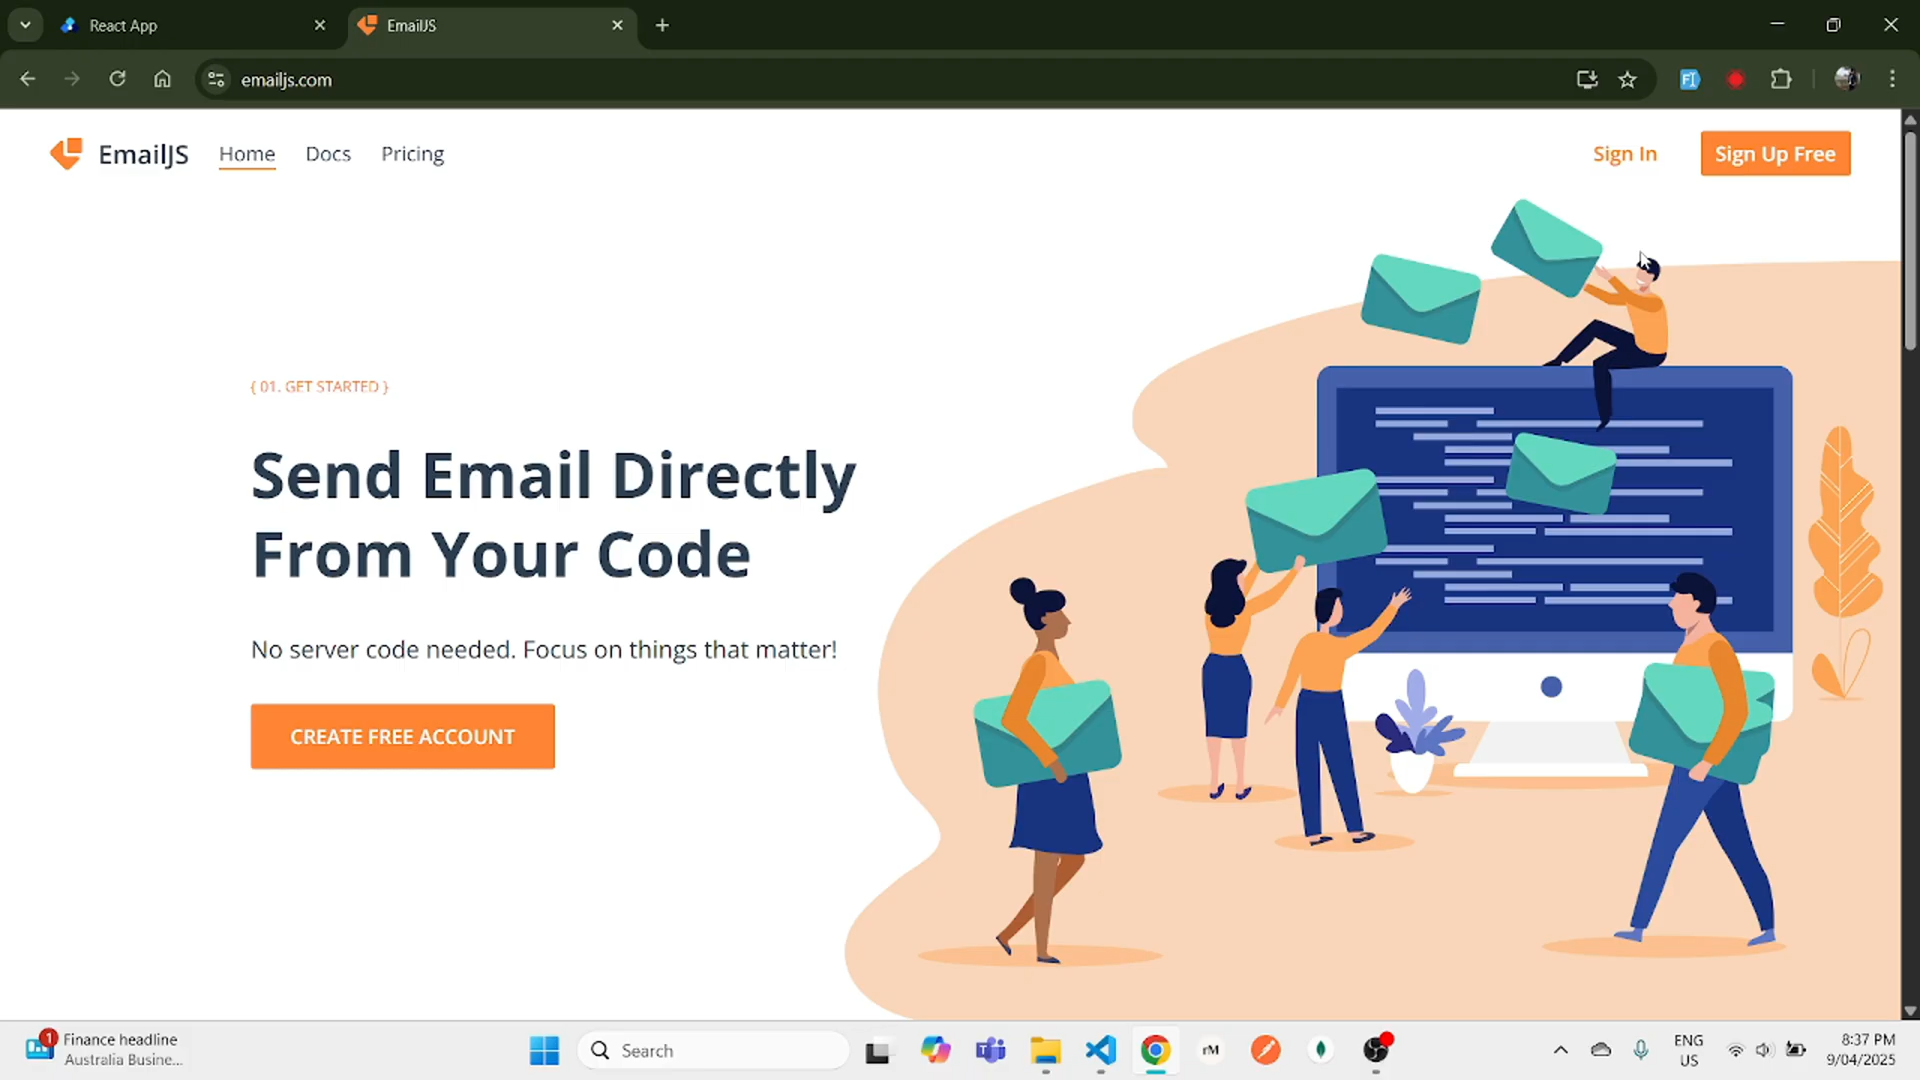 React App
EmailJS
emailjs.com
EmailJS
Home
Docs
Pricing
Sign In
Sign Up Free
{ 01. GET STARTED }
Send Email Directly
From Your Code
No server code needed. Focus on things that matter!
CREATE FREE ACCOUNT
1
Finance headline
Australia Busine...
Search
rM
ENG
US
8:37 PM
9/04/2025